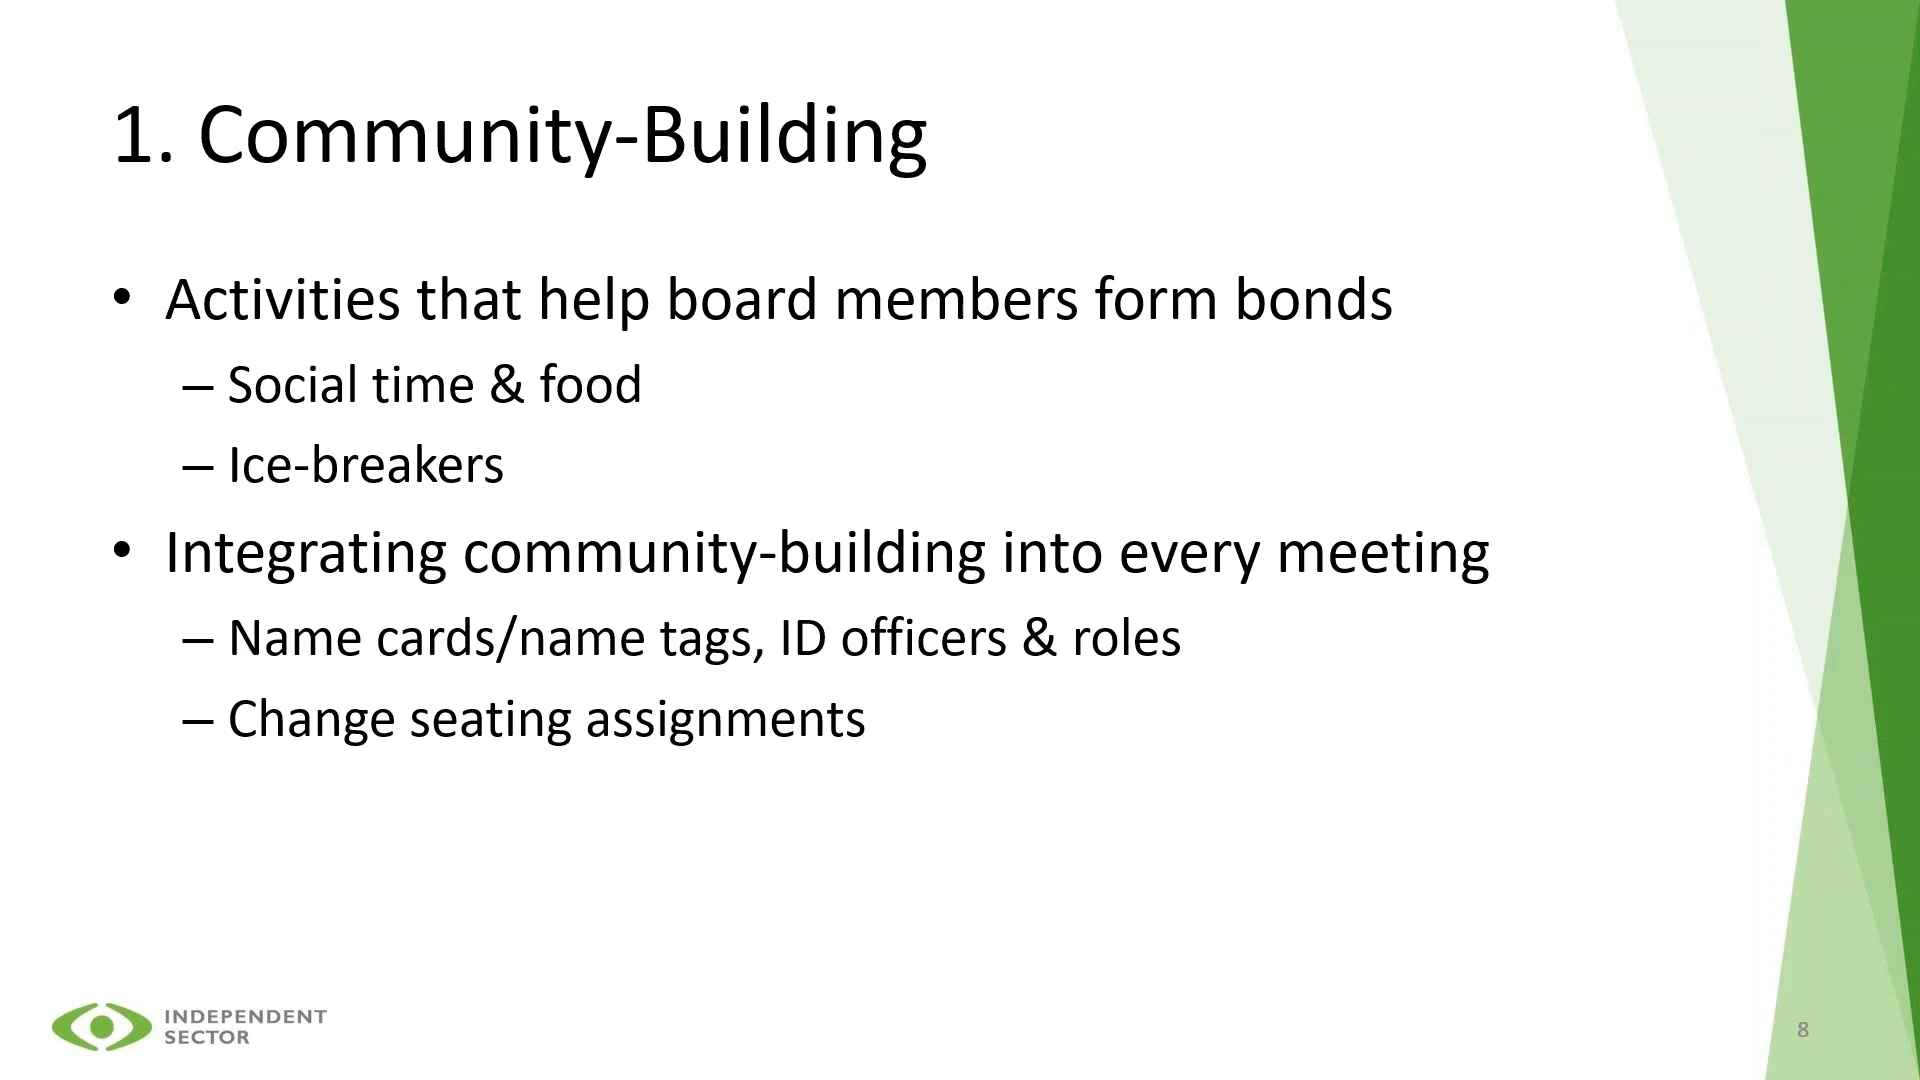 1. Community-Building
• Activities that help board members form bonds
– Social time & food
– Ice-breakers
• Integrating community-building into every meeting
– Name cards/name tags, ID officers & roles
– Change seating assignments
INDEPENDENT
SECTOR
8